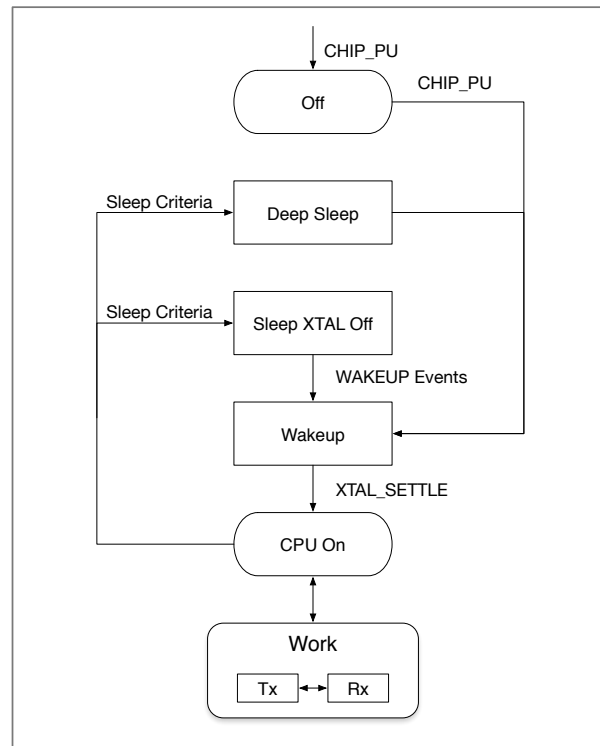 CHIP_PU
Off
CHIP_PU
Sleep Criteria
Deep Sleep
Sleep Criteria
Sleep XTAL Off
WAKEUP Events
Wakeup
XTAL_SETTLE
CPU On
Work
Tx
Rx